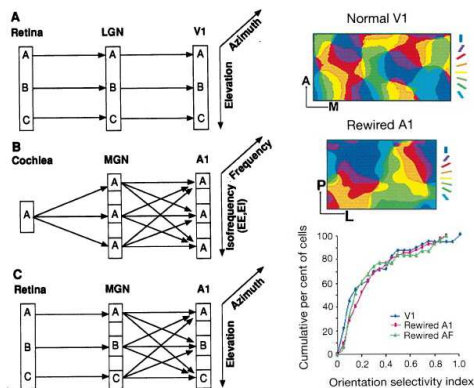 A
Retina LGN V1
A A A
B B B
C C C
Azimuth
Elevation
B
Cochlea MGN A1
A A A
A A
A A
Frequency
Isofrequency
(EE,EI)
C
Retina MGN A1
A A A
B B B
C C C
Azimuth
Elevation
Normal V1
A
M
Rewired A1
P
L
Cumulative per cent of cells
100
80
60
40
20
0
V1
Rewired A1
Rewired AF
0 0.2 0.4 0.6 0.8 1.0
Orientation selectivity index